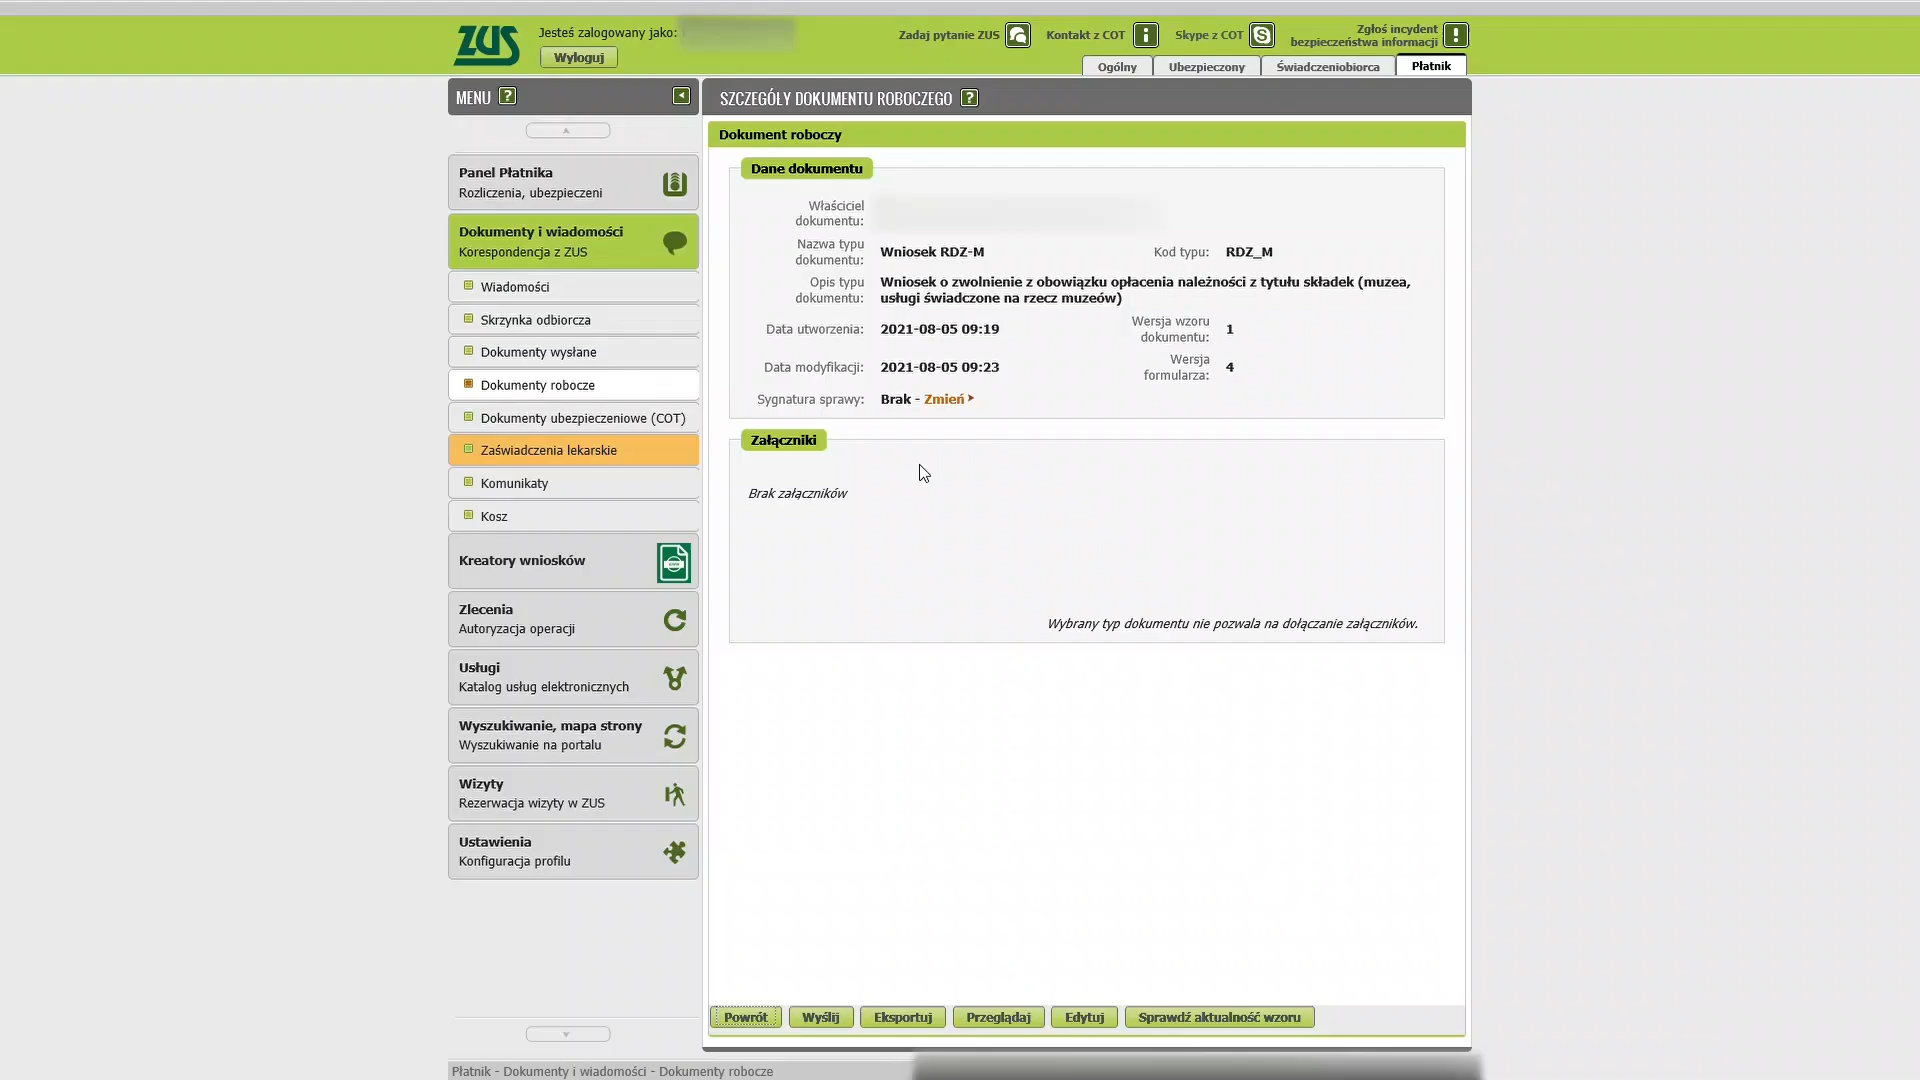 ZUS
Jesteś zalogowany jako:
Wyloguj
Zadaj pytanie ZUS
Kontakt z COT
Skype z COT
Zgłoś incydent
bezpieczeństwa informacji
Ogólny
Ubezpieczony
Świadczeniobiorca
Płatnik
MENU ?
Panel Płatnika
Rozliczenia, ubezpieczeni
Dokumenty i wiadomości
Korespondencja z ZUS
Wiadomości
Skrzynka odbiorcza
Dokumenty wysłane
Dokumenty robocze
Dokumenty ubezpieczeniowe (COT)
Zaświadczenia lekarskie
Komunikaty
Kosz
Kreatory wniosków
Zlecenia
Autoryzacja operacji
Usługi
Katalog usług elektronicznych
Wyszukiwanie, mapa strony
Wyszukiwanie na portalu
Wizyty
Rezerwacja wizyty w ZUS
Ustawienia
Konfiguracja profilu
SZCZEGÓŁY DOKUMENTU ROBOCZEGO ?
Dokument roboczy
Dane dokumentu
Właściciel
dokumentu:
Nazwa typu
dokumentu: Wniosek RDZ-M Kod typu: RDZ_M
Opis typu
dokumentu: Wniosek o zwolnienie z obowiązku opłacenia należności z tytułu składek (muzea,
usługi świadczone na rzecz muzeów)
Data utworzenia: 2021-08-05 09:19
Wersja wzoru
dokumentu: 1
Data modyfikacji: 2021-08-05 09:23
Wersja
formularza: 4
Sygnatura sprawy: Brak - Zmień
Załączniki
Brak załączników
Wybrany typ dokumentu nie pozwala na dołączanie załączników.
Powrót
Wyślij
Eksportuj
Przeglądaj
Edytuj
Sprawdź aktualność wzoru
Płatnik - Dokumenty i wiadomości - Dokumenty robocze